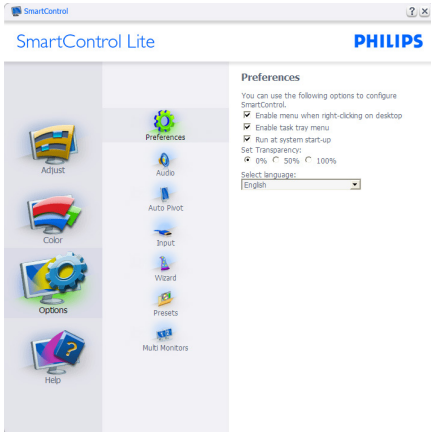 SmartControl
? ×
SmartControl Lite
PHILIPS
Adjust
Color
Options
Help
Preferences
Audio
Auto Pivot
Input
Wizard
Presets
Multi Monitors
Preferences
You can use the following options to configure
SmartControl.
Enable menu when right-clicking on desktop
Enable task tray menu
Run at system start-up
Set Transparency:
0% 50% 100%
Select language:
English